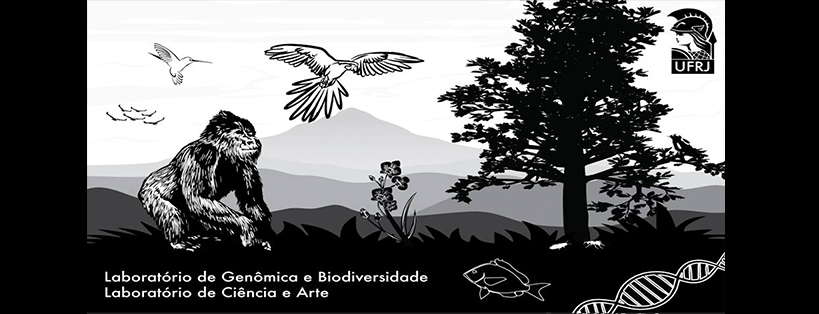 UFRJ
Laboratório de Genômica e Biodiversidade
Laboratório de Ciência e Arte